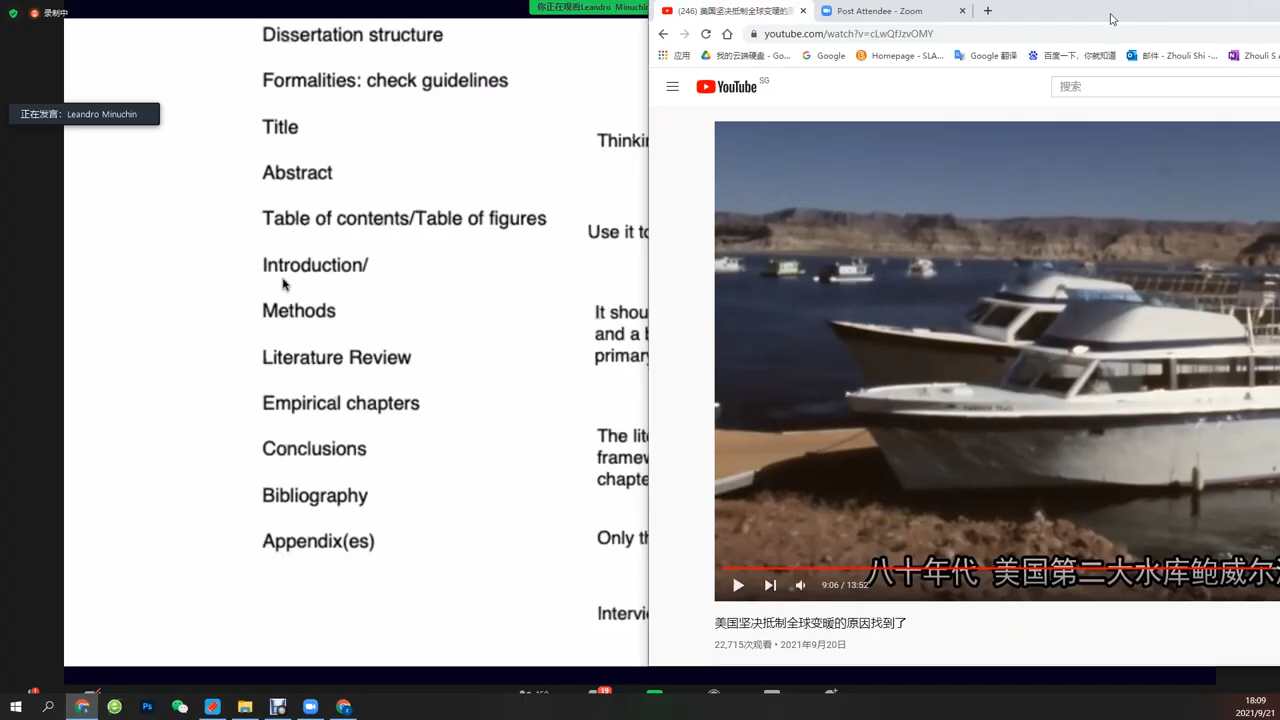 录制中
你正在观看Leandro Minuchin
正在发言: Leandro Minuchin
Dissertation structure
Formalities: check guidelines
Title
Abstract
Table of contents/Table of figures
Introduction/
Methods
Literature Review
Empirical chapters
Conclusions
Bibliography
Appendix(es)
Thinki
Use it to
It shou
and a b
primary
The lite
framew
chapte
Only th
Intervie
(246) 美国坚决抵制全球变暖的原
Post Attendee - Zoom
youtube.com/watch?v=cLwQfJzvOMY
应用
我的云端硬盘 - Go...
Homepage - SLA...
Google
Google 翻译
百度一下，你就知道
邮件 - Zhouli Shi -...
Zhouli S
YouTube SG
搜索
八十年代 美国第二大水库鲍威尔
9:06 / 13:52
美国坚决抵制全球变暖的原因找到了
22,715次观看 • 2021年9月20日
19
18:09
2021/9/21